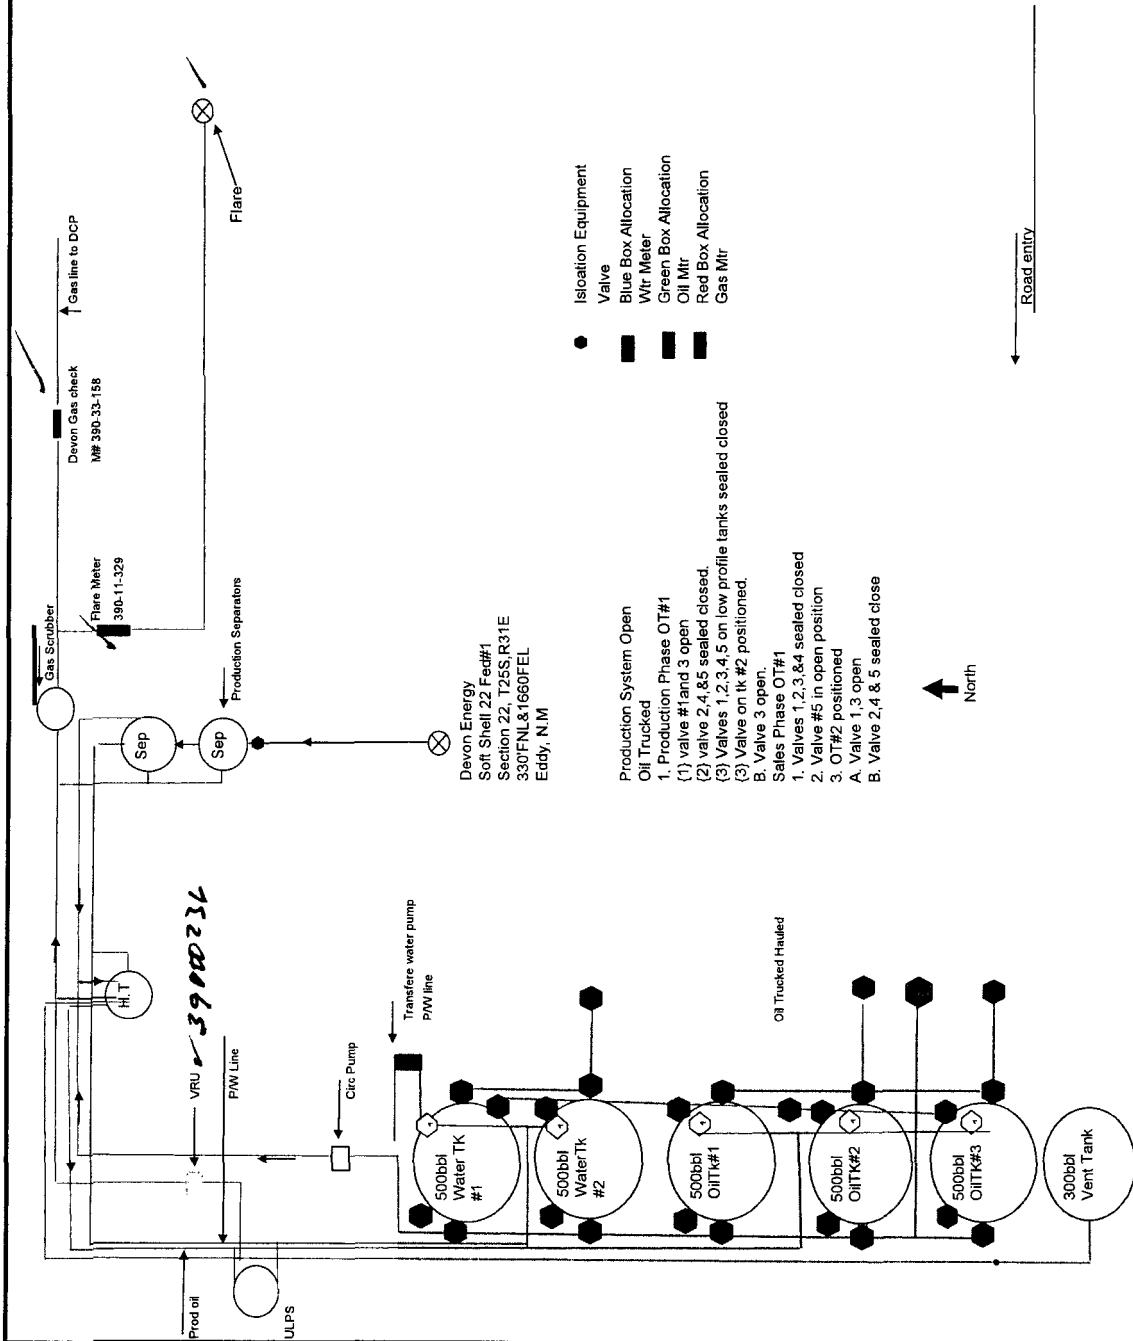 Gas Scrubber
Devon Gas check
M# 390-33-158
Gas line to DCP
Flare Meter
390-11-329
Flare
Production Separators
Sep
Sep
H.T
VRU
P/W Line
Prod oil
ULPS
Circ Pump
Transfere water pump
P/W line
Devon Energy
Soft Shell 22 Fed#1
Section 22, T25S,R31E
330'FNL&1660FEL
Eddy, N.M
Isloation Equipment
Valve
Blue Box Allocation
Wtr Meter
Green Box Allocation
Oil Mtr
Red Box Allocation
Gas Mtr
Production System Open
Oil Trucked
1. Production Phase OT#1
(1) valve #1and 3 open
(2) valve 2,4,&5 sealed closed.
(3) Valves 1,2,3,4,5 on low profile tanks sealed closed
(3) Valve on tk #2 positioned.
B. Valve 3 open.
Sales Phase OT#1
1. Valves 1,2,3,&4 sealed closed
2. Valve #5 in open position
3. OT#2 positioned
A. Valve 1,3 open
B. Valve 2,4 & 5 sealed close
North
Road entry
Oil Trucked Hauled
500bbl
Water TK
#1
500bbl
WaterTk
#2
500bbl
OilTk#1
500bbl
OilTK#2
500bbl
OilTK#3
300bbl
Vent Tank